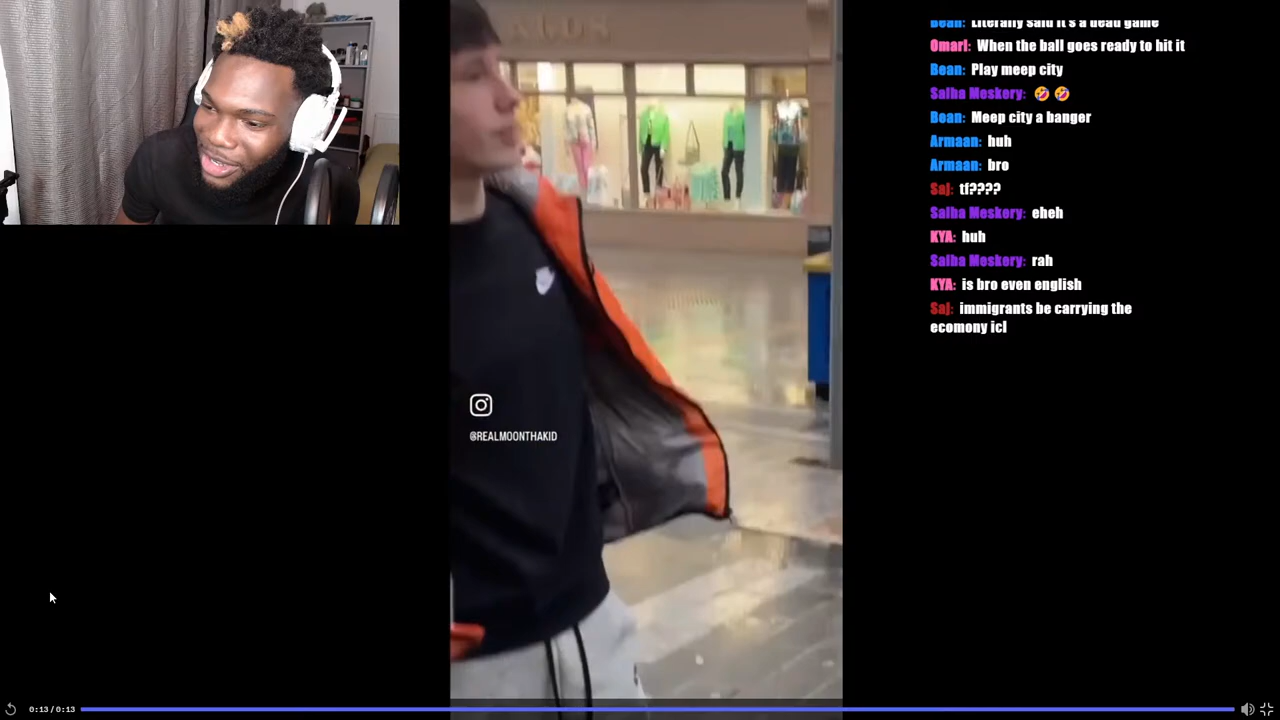 Bean: Literally said it's a dead game
Omarl: When the ball goes ready to hit it
Bean: Play meep city
Salha Meskery: 🤣 🤣
Bean: Meep city a banger
Armaan: huh
Armaan: bro
Saj: tf????
Salha Meskery: eheh
KYA: huh
Salha Meskery: rah
KYA: is bro even english
Saj: immigrants be carrying the
ecomony icl
@REALMOONTHAKID
0:13 / 0:13